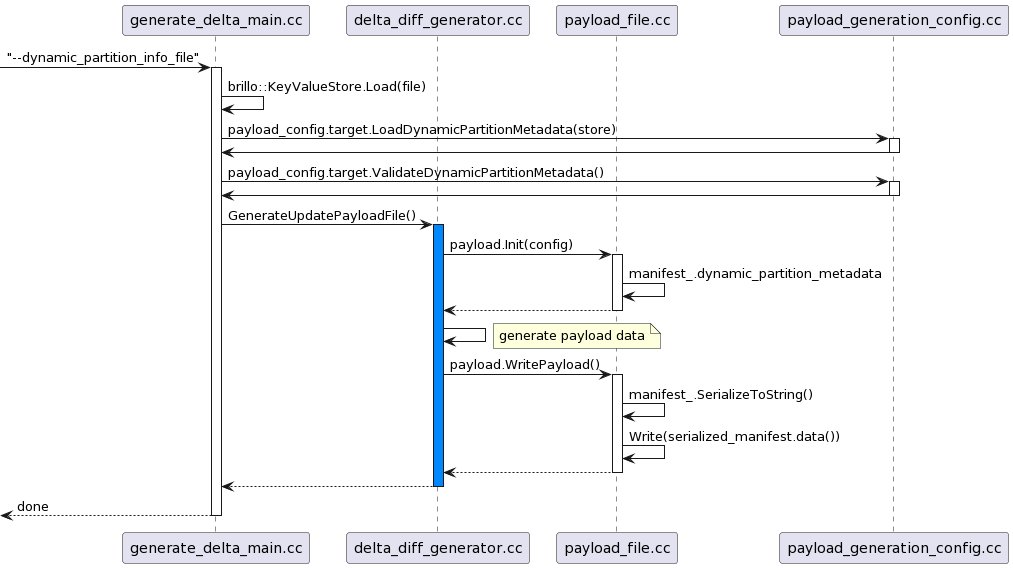 generate_delta_main.cc
delta_diff_generator.cc
payload_file.cc
payload_generation_config.cc
"--dynamic_partition_info_file"
brillo::KeyValueStore.Load(file)
payload_config.target.LoadDynamicPartitionMetadata(store)
payload_config.target.ValidateDynamicPartitionMetadata()
GenerateUpdatePayloadFile()
payload.Init(config)
manifest_.dynamic_partition_metadata
generate payload data
payload.WritePayload()
manifest_.SerializeToString()
Write(serialized_manifest.data())
done
generate_delta_main.cc
delta_diff_generator.cc
payload_file.cc
payload_generation_config.cc